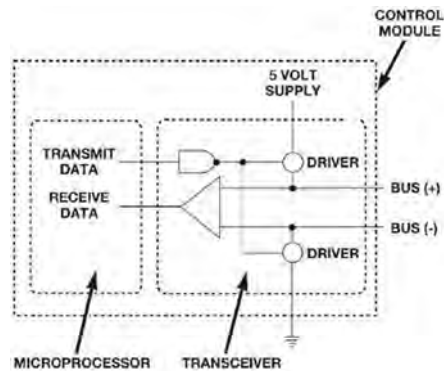 CONTROL
MODULE
5 VOLT
SUPPLY
TRANSMIT
DATA
DRIVER
RECEIVE
DATA
BUS (+)
BUS (-)
DRIVER
MICROPROCESSOR
TRANSCEIVER